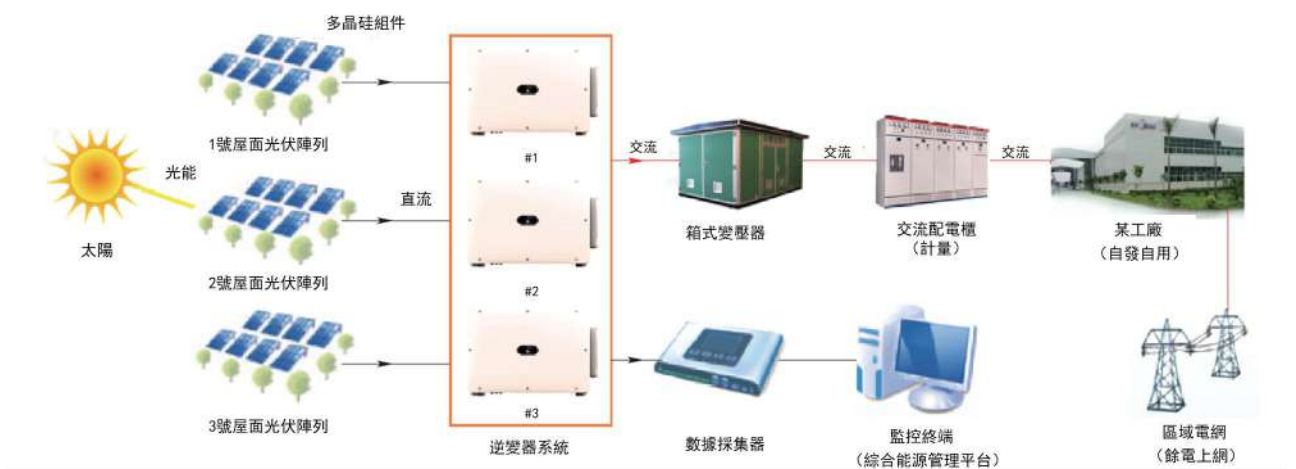 多晶硅組件
1號屋面光伏陣列
太陽
光能
2號屋面光伏陣列
3號屋面光伏陣列
直流
#1
#2
#3
逆變器系統
交流
箱式變壓器
交流
交流配電櫃
（計量）
交流
某工廠
（自發自用）
數據採集器
監控終端
（綜合能源管理平台）
區域電網
（餘電上網）